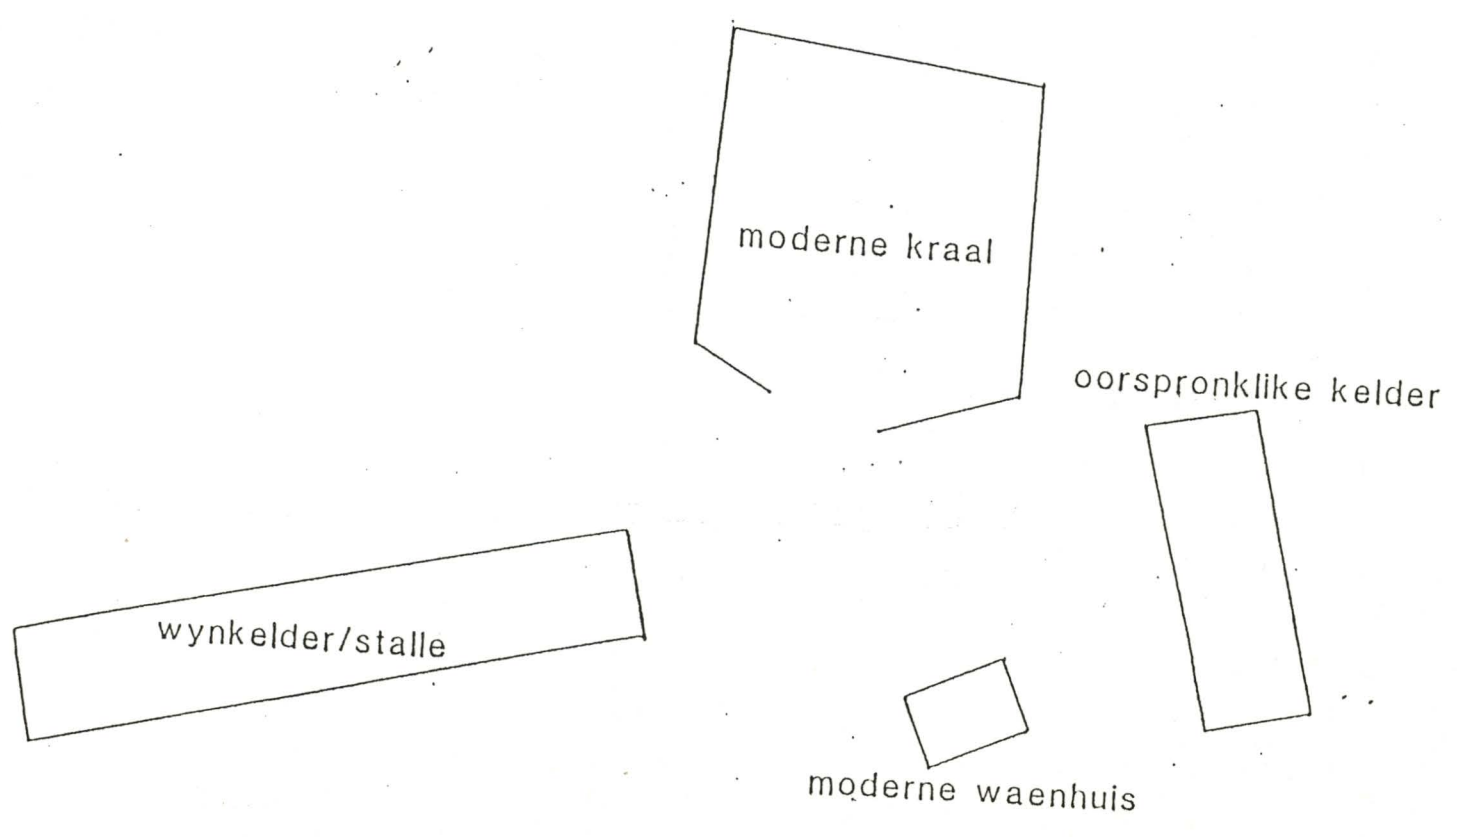 moderne kraal
oorspronklike kelder
wynkelder/stalle
moderne waenhuis